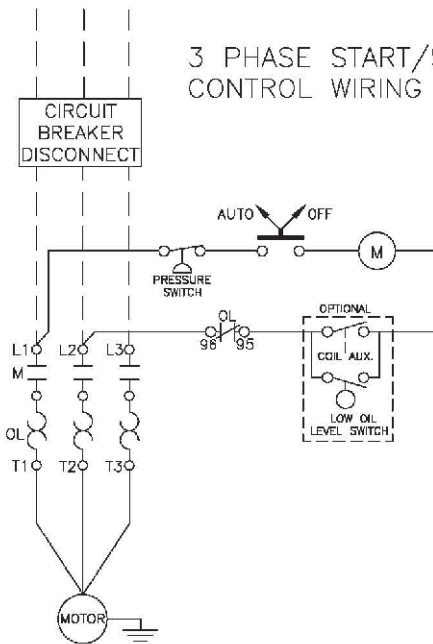 3 PHASE START/
CONTROL WIRING
CIRCUIT
BREAKER
DISCONNECT
AUTO
OFF
M
PRESSURE
SWITCH
OPTIONAL
OL
96
95
COIL AUX.
LOW OIL
LEVEL SWITCH
L1
L2
L3
M
OL
T1
T2
T3
MOTOR